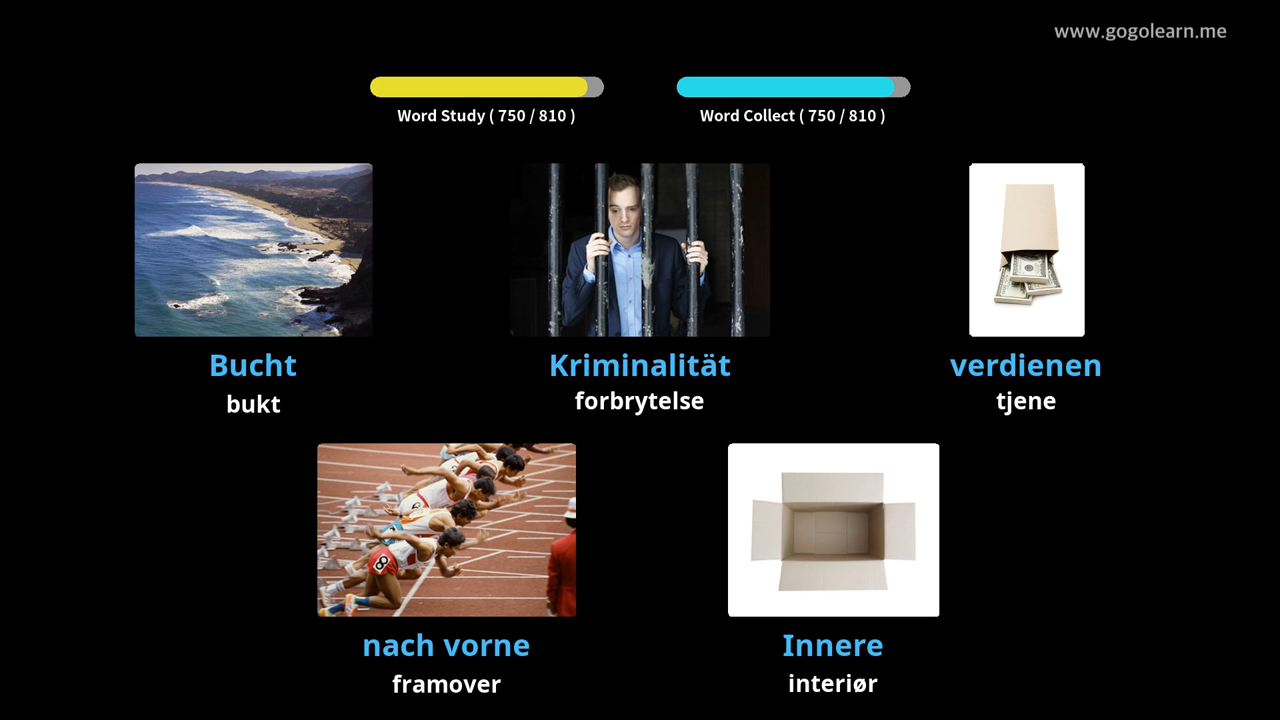 www.gogolearn.me
Word Study ( 750 / 810 )
Word Collect ( 750 / 810 )
Bucht
bukt
Kriminalität
forbrytelse
verdienen
tjene
nach vorne
framover
Innere
interiør
8